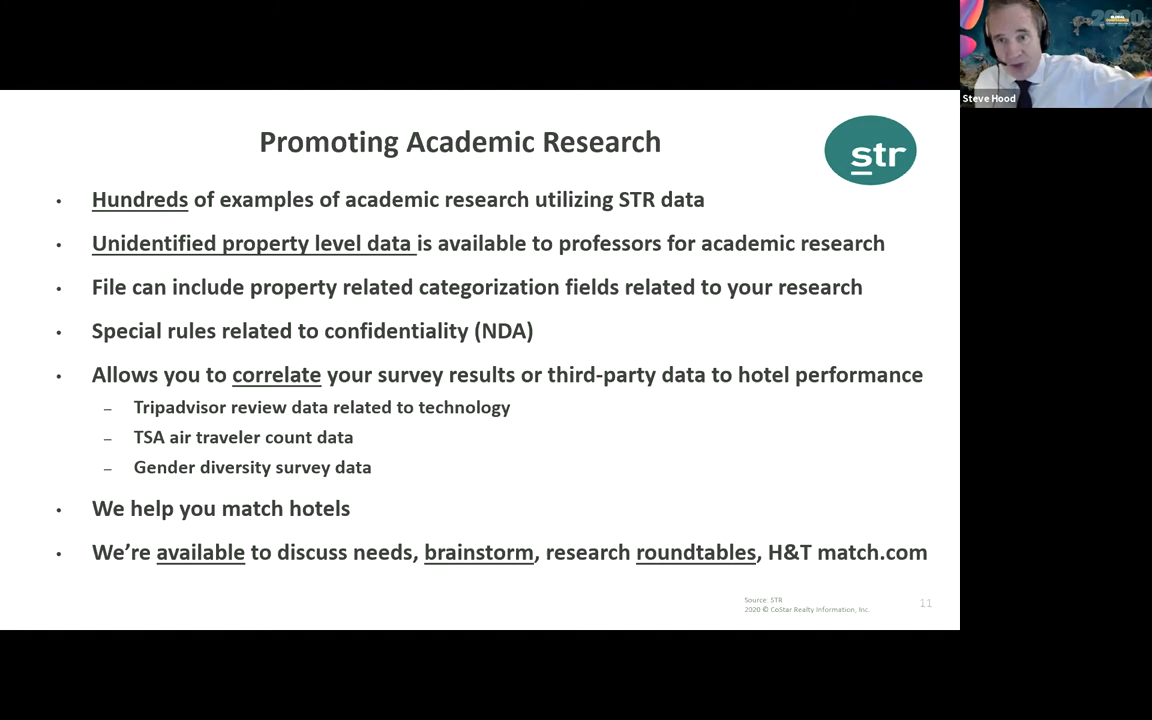 Promoting Academic Research
str
• Hundreds of examples of academic research utilizing STR data
• Unidentified property level data is available to professors for academic research
• File can include property related categorization fields related to your research
• Special rules related to confidentiality (NDA)
• Allows you to correlate your survey results or third-party data to hotel performance
– Tripadvisor review data related to technology
– TSA air traveler count data
– Gender diversity survey data
• We help you match hotels
• We’re available to discuss needs, brainstorm, research roundtables, H&T match.com
Source: STR
2020 © CoStar Realty Information, Inc.
11
2020
Steve Hood